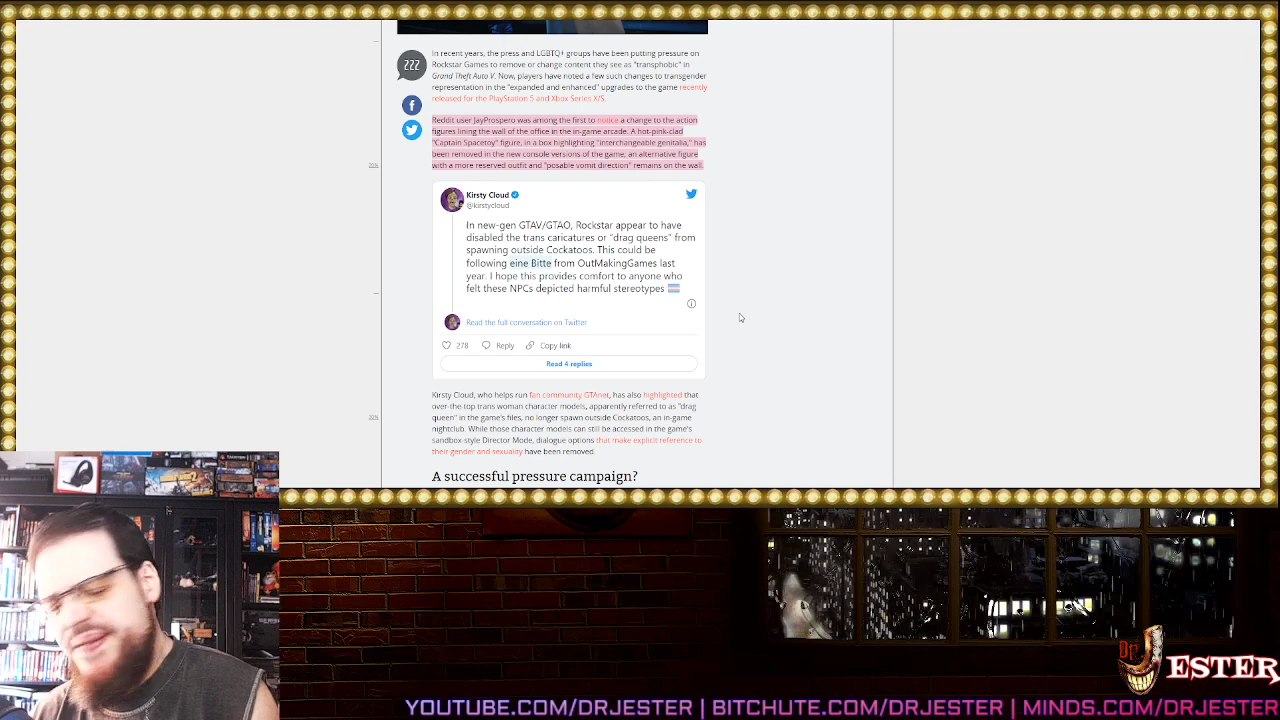 In recent years, the press and LGBTQ+ groups have been putting pressure on
Rockstar Games to remove or change content they see as "transphobic" in
Grand Theft Auto V. Now, players have noted a few such changes to transgender
representation in the "expanded and enhanced" upgrades to the game recently
released for the PlayStation 5 and Xbox Series X/S.
222
Reddit user JayProspero was among the first to notice a change to the action
figures lining the wall of the office in the in-game arcade. A hot-pink-clad
"Captain Spacetoy" figure, in a box highlighting "interchangeable genitalia," has
been removed in the new console versions of the game; an alternative figure
with a more reserved outfit and "posable vomit direction" remains on the wall.
20%
Kirsty Cloud
@kirstycloud
In new-gen GTAV/GTAO, Rockstar appear to have
disabled the trans caricatures or "drag queens" from
spawning outside Cockatoos. This could be
following eine Bitte from OutMakingGames last
year. I hope this provides comfort to anyone who
felt these NPCs depicted harmful stereotypes
Read the full conversation on Twitter
278 Reply Copy link
Read 4 replies
Kirsty Cloud, who helps run fan community GTAnet, has also highlighted that
over-the-top trans woman character models, apparently referred to as "drag
queen" in the game's files, no longer spawn outside Cockatoos, an in-game
nightclub. While those character models can still be accessed in the game's
sandbox-style Director Mode, dialogue options that make explicit reference to
their gender and sexuality have been removed.
30%
A successful pressure campaign?
Dr
JESTER
YOUTUBE.COM/DRJESTER | BITCHUTE.COM/DRJESTER | MINDS.COM/DRJESTER